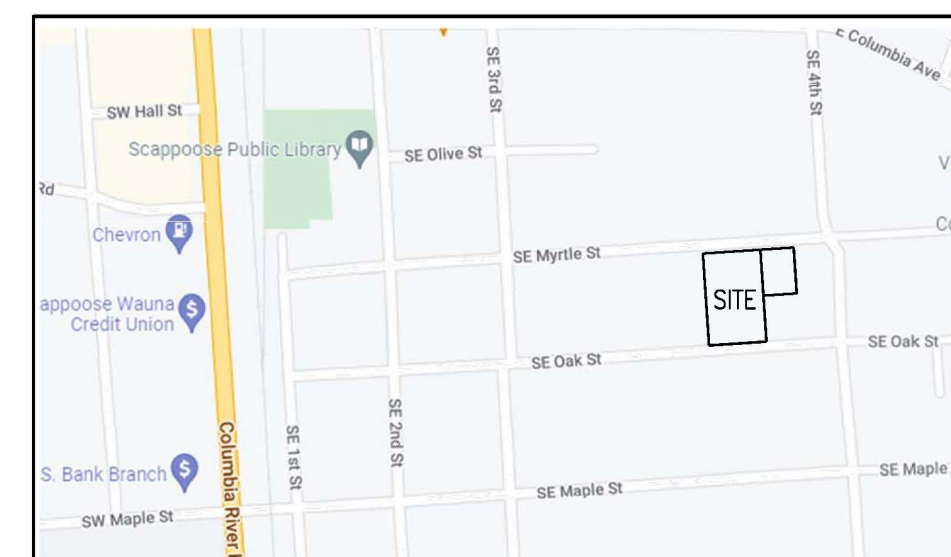 E Columbia Ave
SE 3rd St
SE 4th St
SW Hall St
Scappoose Public Library
SE Olive St
Rd
Chevron
SE Myrtle St
appoose Wauna
Credit Union
SITE
SE Oak St
SE Oak St
SE 1st St
SE 2nd St
Columbia River
S. Bank Branch
SE Maple St
SE Maple
SW Maple St